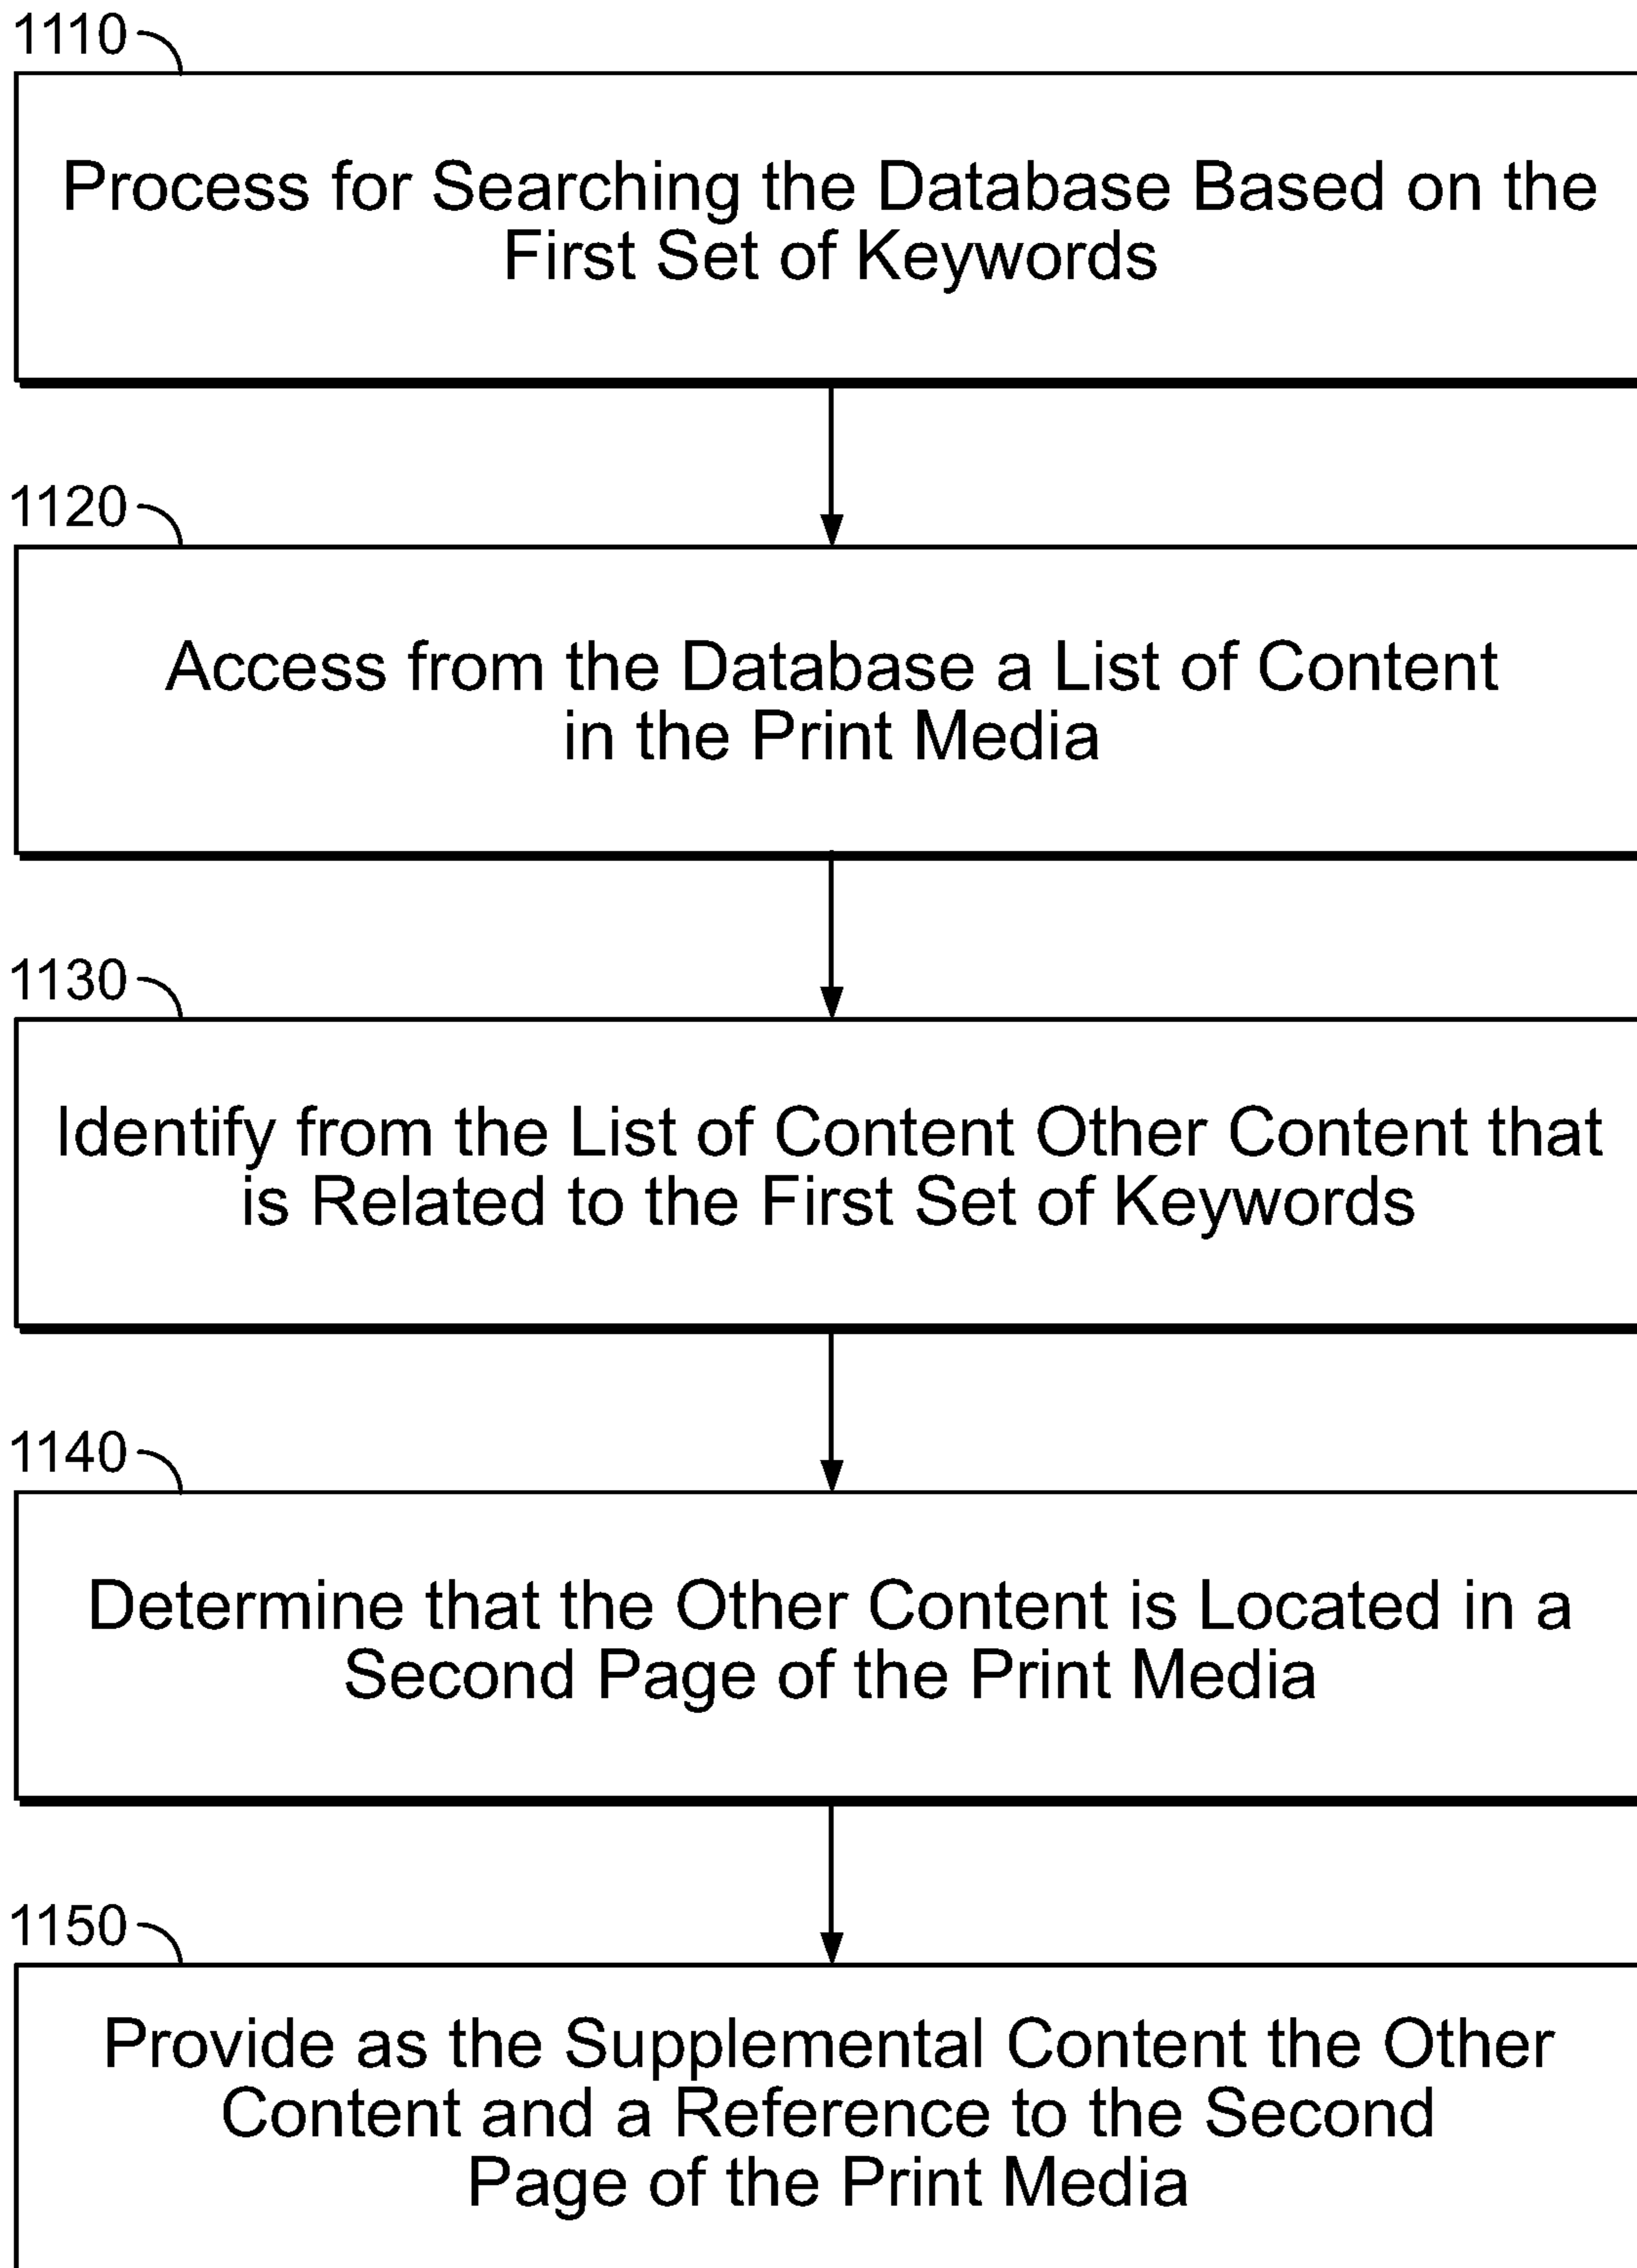 1110
Process for Searching the Database Based on the
First Set of Keywords
1120
Access from the Database a List of Content
in the Print Media
1130
Identify from the List of Content Other Content that
is Related to the First Set of Keywords
1140
Determine that the Other Content is Located in a
Second Page of the Print Media
1150
Provide as the Supplemental Content the Other
Content and a Reference to the Second
Page of the Print Media